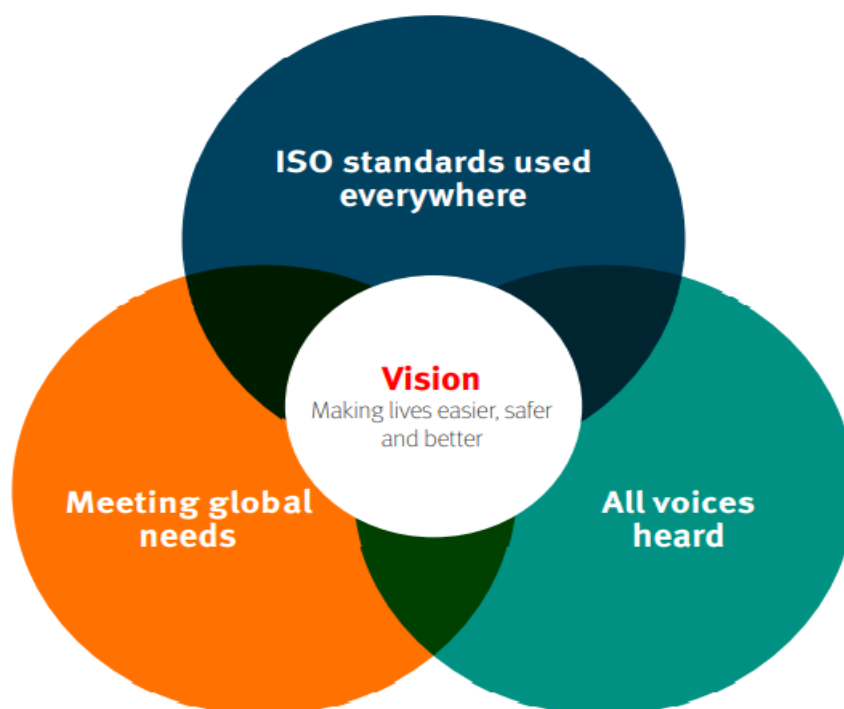 ISO standards used
everywhere
Vision
Making lives easier, safer
and better
Meeting global
needs
All voices
heard